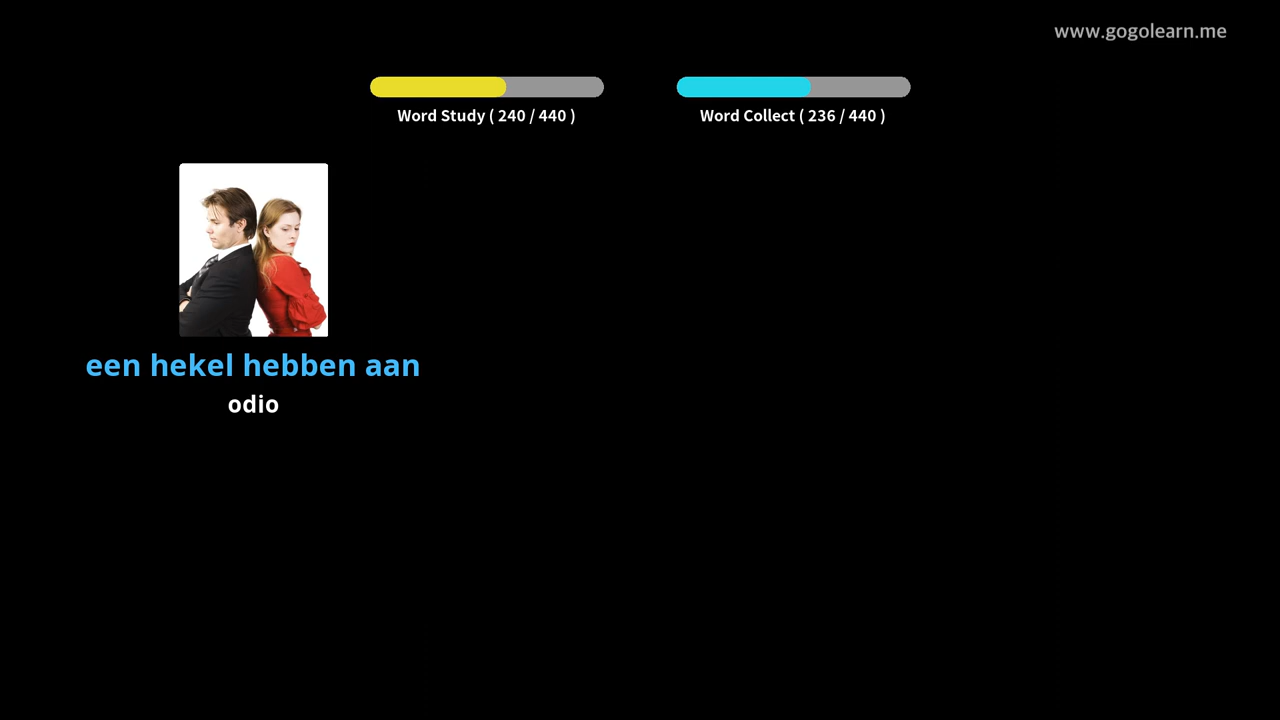 www.gogolearn.me
Word Study ( 240 / 440 )
Word Collect ( 236 / 440 )
een hekel hebben aan
odio